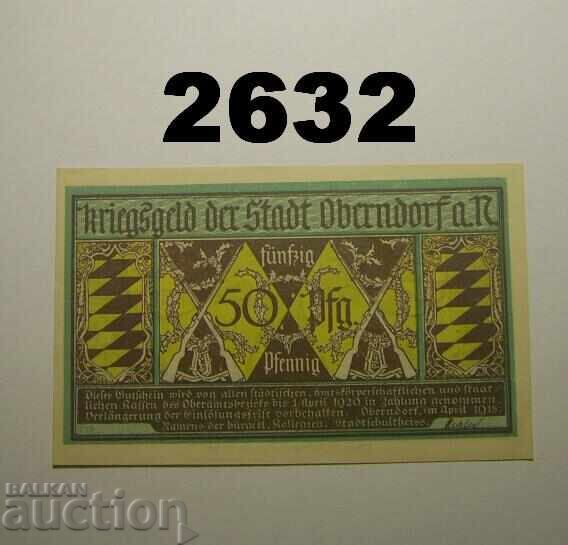 2632
Kriegsgeld der Stadt Oberndorf a.N
fünfzig
50 Pfg.
Pfennig
Dieser Gutschein wird von allen städtischen, amtskörperschaftlichen und staat-
lichen Kassen des Oberamtsbezirks bis 1. April 1920 in Zahlung genommen.
Verlängerung der Einlösungsfrist vorbehalten. Oberndorf, im April 1918.
Namens der bürgerl. Kollegien: Stadtschultheiss.
BALKAN
auction